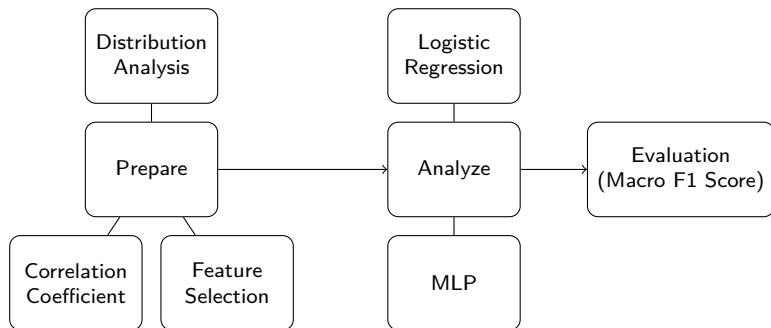 Distribution
Analysis
Logistic
Regression
Prepare
Analyze
Evaluation
(Macro F1 Score)
Correlation
Coefficient
Feature
Selection
MLP